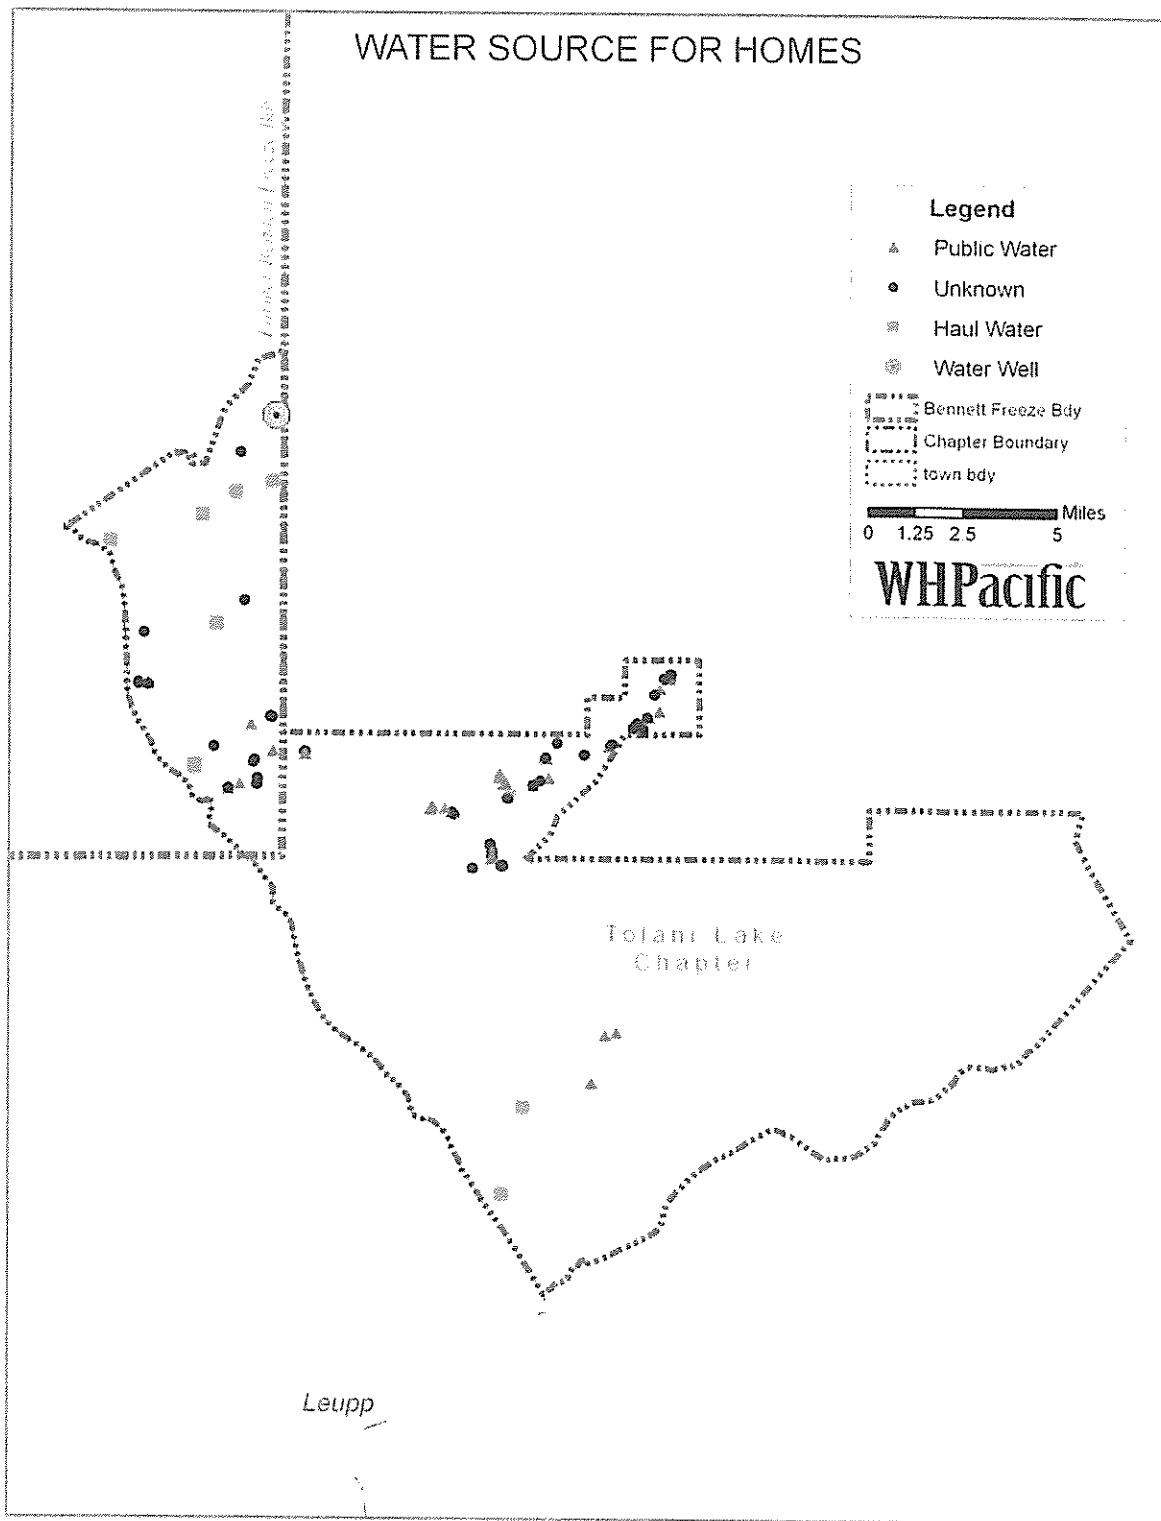 WATER SOURCE FOR HOMES
Legend
Public Water
Unknown
Haul Water
Water Well
Bennett Freeze Bdy
Chapter Boundary
town bdy
Miles
0 1.25 2.5 5
WHPacific
Tolani Lake
Chapter
Leupp